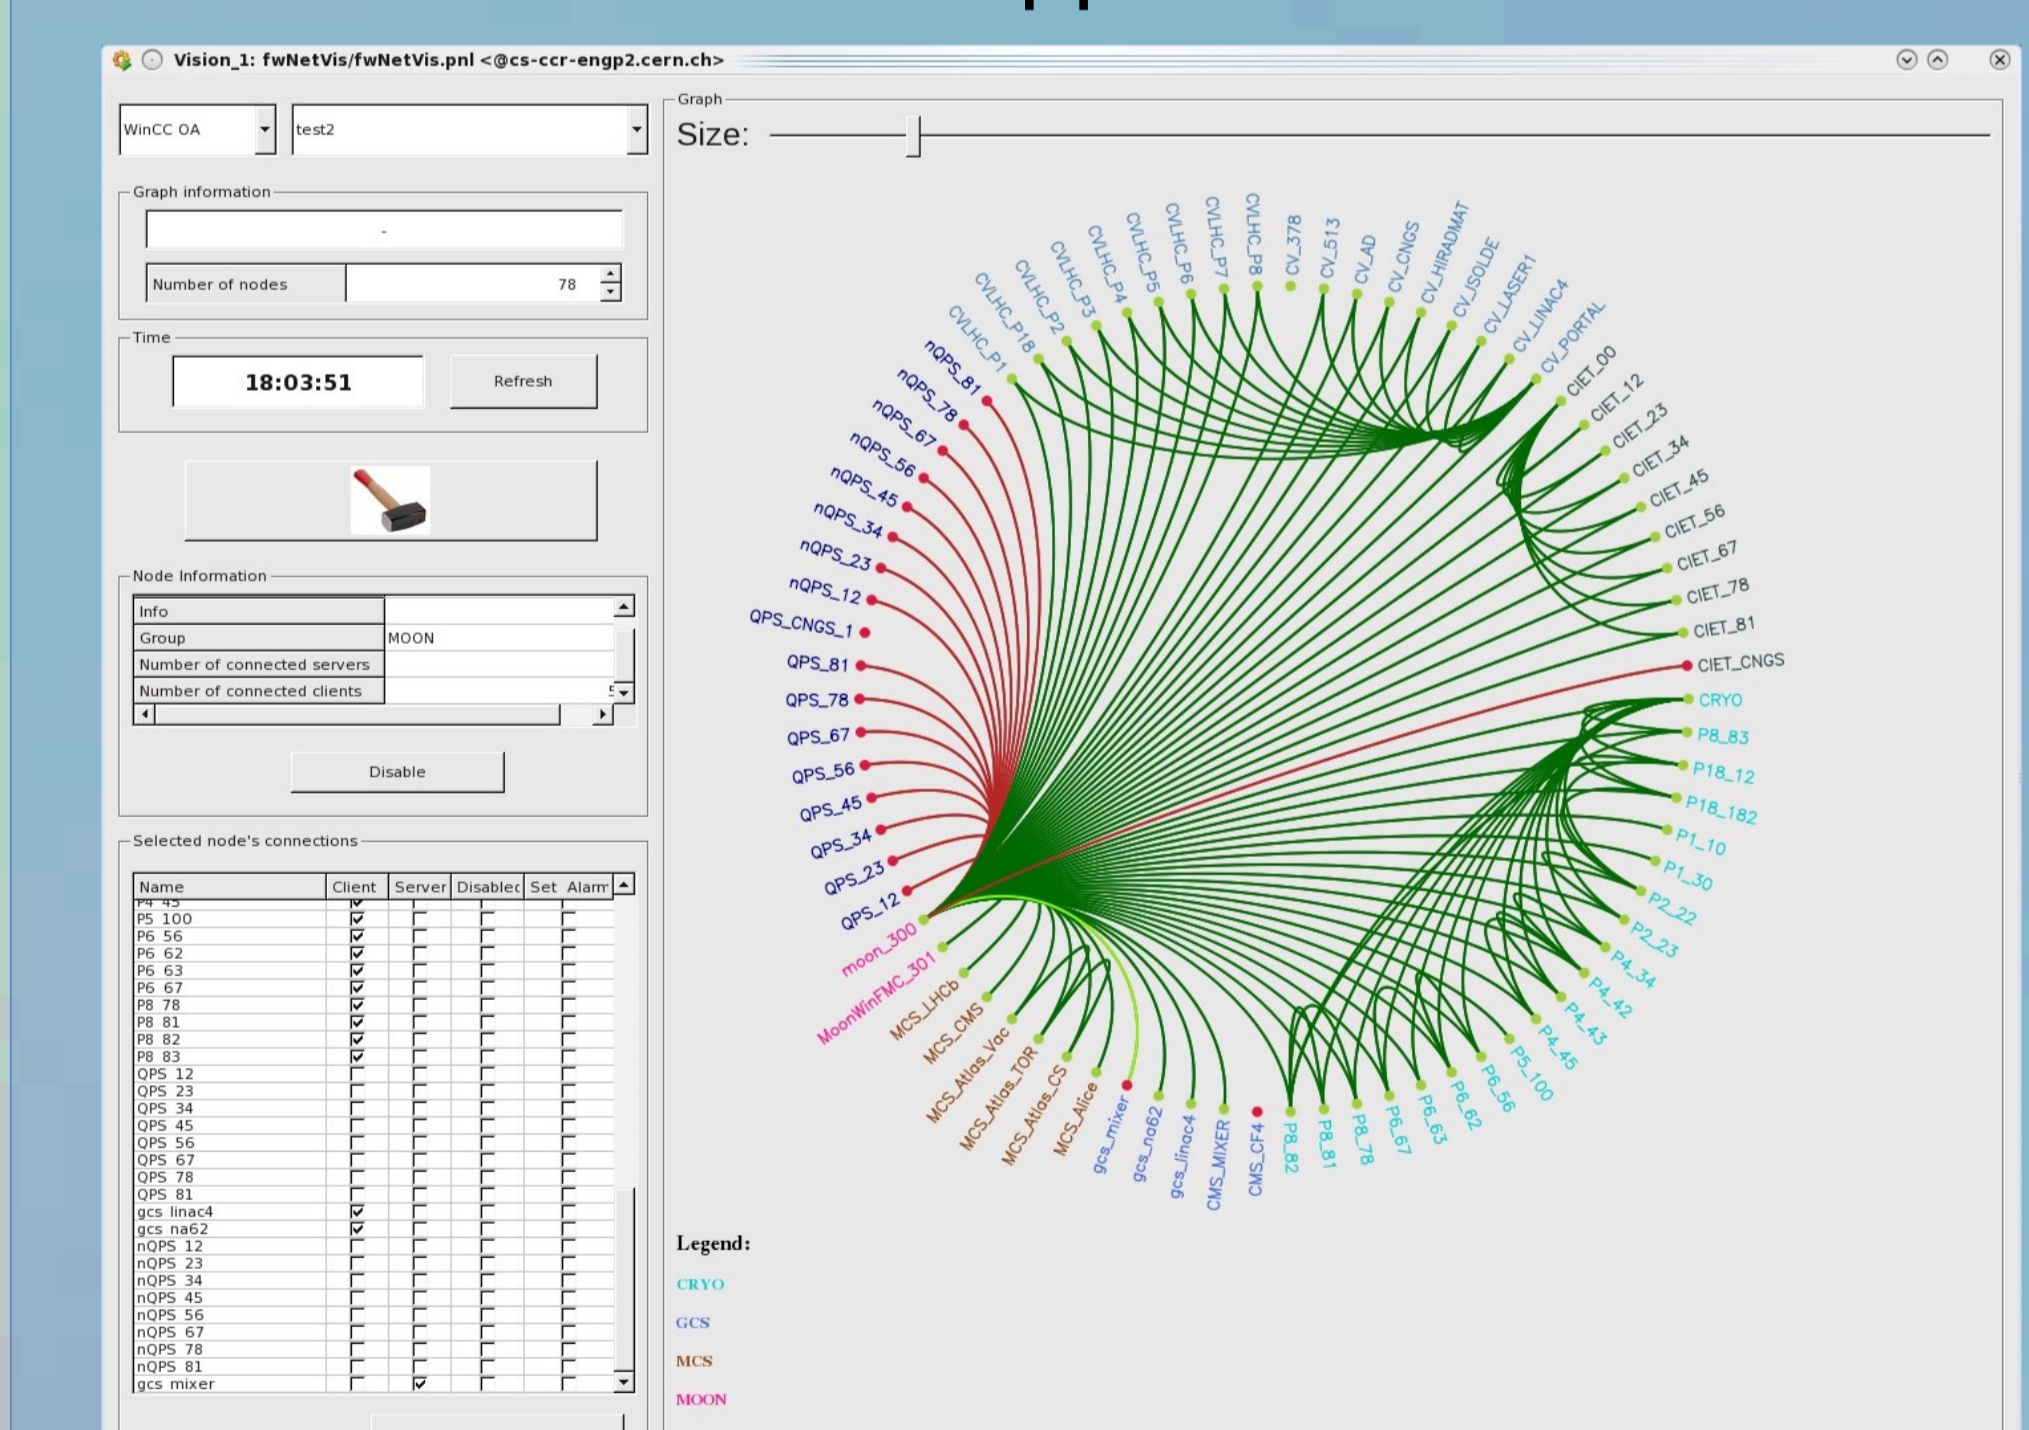 Vision_1: fwNetVis/fwNetVis.pnl <@cs-ccr-engp2.cern.ch>
WinCC OA
test2
Graph information
-
Number of nodes
78
Time
18:03:51
Refresh
Node Information
Info
Group
MOON
Number of connected servers
Number of connected clients
Disable
Selected node's connections
Name Client Server Disabled Set Alarm
P4 45
P5 100
P6 56
P6 62
P6 63
P6 67
P8 78
P8 81
P8 82
P8 83
QPS 12
QPS 23
QPS 34
QPS 45
QPS 56
QPS 67
QPS 78
QPS 81
gcs linac4
gcs na62
nQPS 12
nQPS 23
nQPS 34
nQPS 45
nQPS 56
nQPS 67
nQPS 78
nQPS 81
gcs mixer
Graph
Size:
CVLHC_P1
CVLHC_P18
CVLHC_P2
CVLHC_P3
CVLHC_P4
CVLHC_P5
CVLHC_P6
CVLHC_P7
CVLHC_P8
CV_378
CV_513
CV_AD
CV_CNGS
CV_HIRADMAT
CV_ISOLDE
CV_LASER1
CV_LINAC4
CV_PORTAL
CIET_00
CIET_12
CIET_23
CIET_34
CIET_45
CIET_56
CIET_67
CIET_78
CIET_81
CIET_CNGS
CRYO
P8_83
P18_12
P18_182
P1_10
P1_30
P2_22
P2_23
P4_34
P4_42
P4_43
P4_45
P5_100
P6_56
P6_62
P6_63
P6_67
P8_78
P8_81
P8_82
CMS_CF4
CMS_MIXER
gcs_linac4
gcs_na62
gcs_mixer
MCS_Alice
MCS_Atlas_CS
MCS_Atlas_TOR
MCS_Atlas_Vac
MCS_CMS
MCS_LHCb
MoonWinFMC_301
moon_300
QPS_12
QPS_23
QPS_34
QPS_45
QPS_56
QPS_67
QPS_78
QPS_81
QPS_CNGS_1
nQPS_12
nQPS_23
nQPS_34
nQPS_45
nQPS_56
nQPS_67
nQPS_78
nQPS_81
Legend:
CRYO
GCS
MCS
MOON